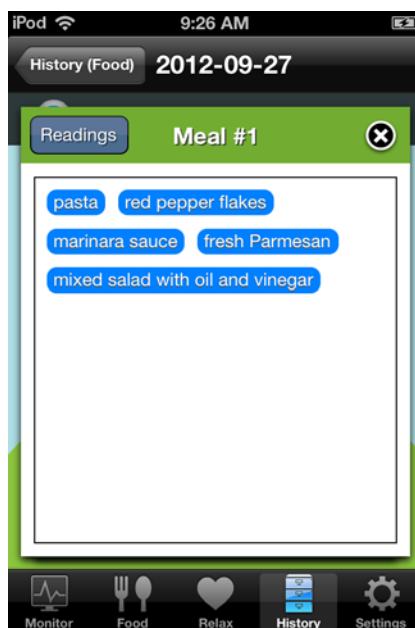 iPod 9:26 AM
History (Food) 2012-09-27
Readings Meal #1
pasta red pepper flakes
marinara sauce fresh Parmesan
mixed salad with oil and vinegar
Monitor Food Relax History Settings